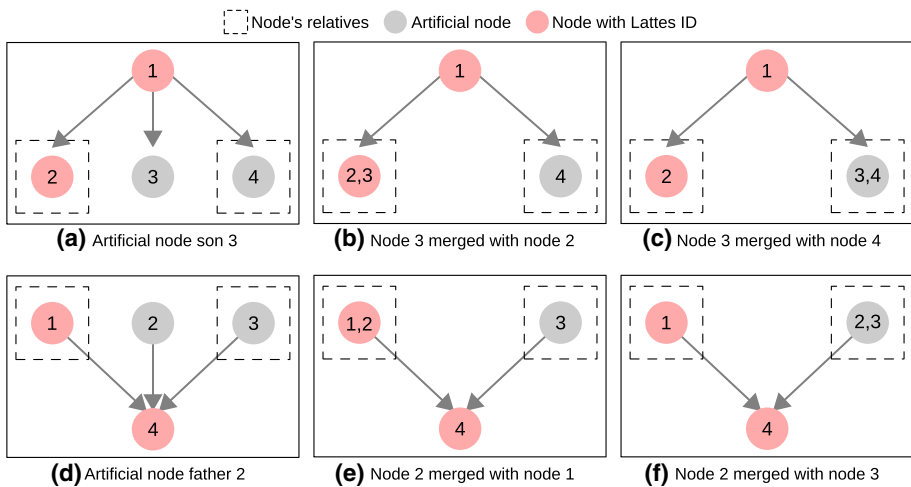 Node's relatives Artificial node Node with Lattes ID
1
2 3 4
(a) Artificial node son 3
1
2,3 4
(b) Node 3 merged with node 2
1
2 3,4
(c) Node 3 merged with node 4
1 2 3
4
(d) Artificial node father 2
1,2 3
4
(e) Node 2 merged with node 1
1 2,3
4
(f) Node 2 merged with node 3